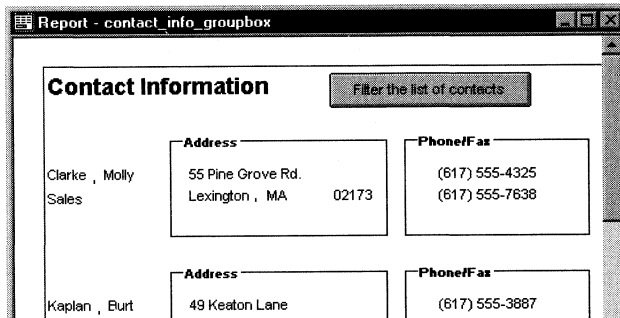 Report - contact_info_groupbox
Contact Information
Filter the list of contacts
Address
Phone/Fax
Clarke , Molly
55 Pine Grove Rd.
(617) 555-4325
Sales
Lexington , MA 02173
(617) 555-7638
Address
Phone/Fax
Kaplan , Burt
49 Keaton Lane
(617) 555-3887